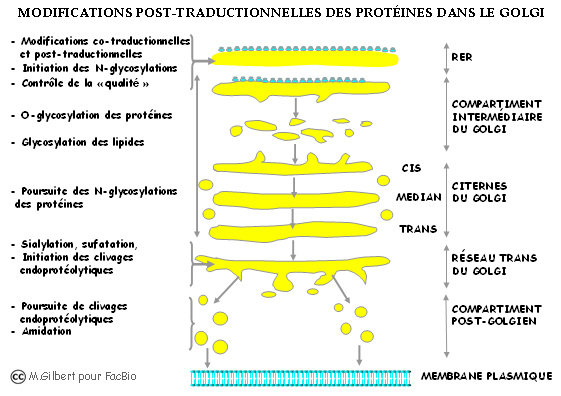 MODIFICATIONS POST-TRADUCTIONNELLES DES PROTÉINES DANS LE GOLGI
- Modifications co-traductionnelles
et post-traductionnelles
- Initiation des N-glycosylations
- Contrôle de la «qualité »
RER
- O-glycosylation des protéines
- Glycosylation des lipides
COMPARTIMENT
INTERMÉDIAIRE
DU GOLGI
- Poursuite des N-glycosylations
des protéines
CIS
MEDIAN
TRANS
CITERNES
DU GOLGI
- Sialylation, sufatation,
- Initiation des clivages
endoprotéolytiques
RÉSEAU TRANS
DU GOLGI
- Poursuite de clivages
endoprotéolytiques
- Amidation
COMPARTIMENT
POST-GOLGIEN
cc M.Gilbert pour FacBio
MEMBRANE PLASMIQUE